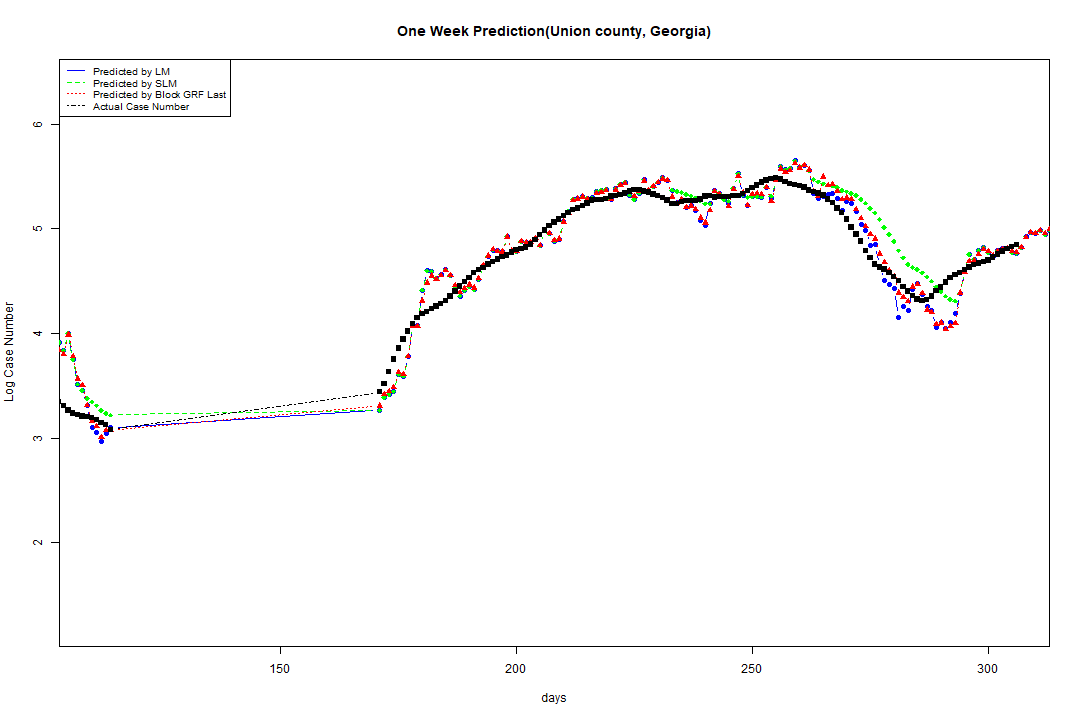 One Week Prediction(Union county, Georgia)
Predicted by LM
Predicted by SLM
Predicted by Block GRF Last
Actual Case Number
6
5
4
3
2
Log Case Number
150 200 250 300
days